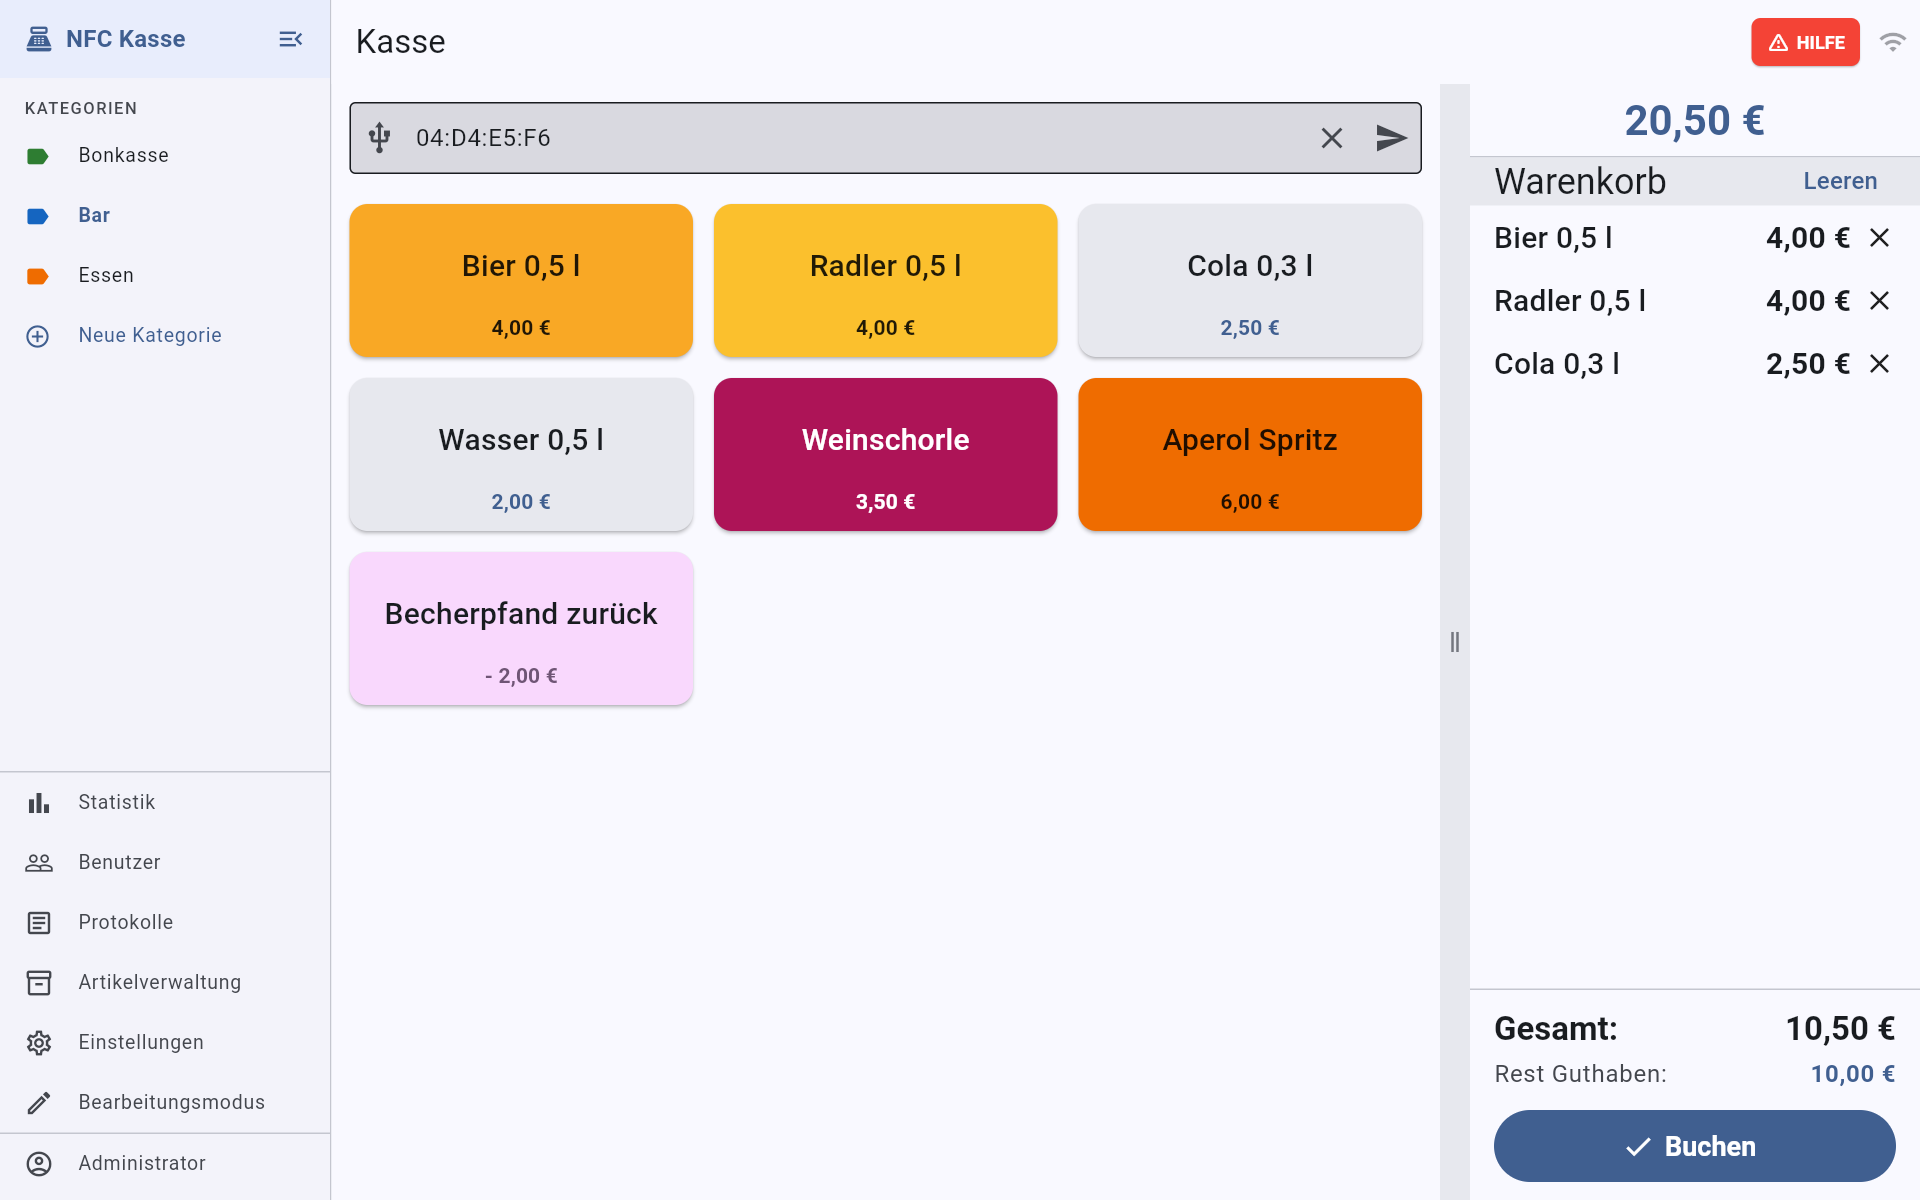 NFC Kasse
KATEGORIEN
Bonkasse
Bar
Essen
Neue Kategorie
Statistik
Benutzer
Protokolle
Artikelverwaltung
Einstellungen
Bearbeitungsmodus
Administrator
Kasse
HILFE
04:D4:E5:F6
Bier 0,5 l
4,00 €
Radler 0,5 l
4,00 €
Cola 0,3 l
2,50 €
Wasser 0,5 l
2,00 €
Weinschorle
3,50 €
Aperol Spritz
6,00 €
Becherpfand zurück
- 2,00 €
20,50 €
Warenkorb Leeren
Bier 0,5 l 4,00 €
Radler 0,5 l 4,00 €
Cola 0,3 l 2,50 €
Gesamt: 10,50 €
Rest Guthaben: 10,00 €
Buchen